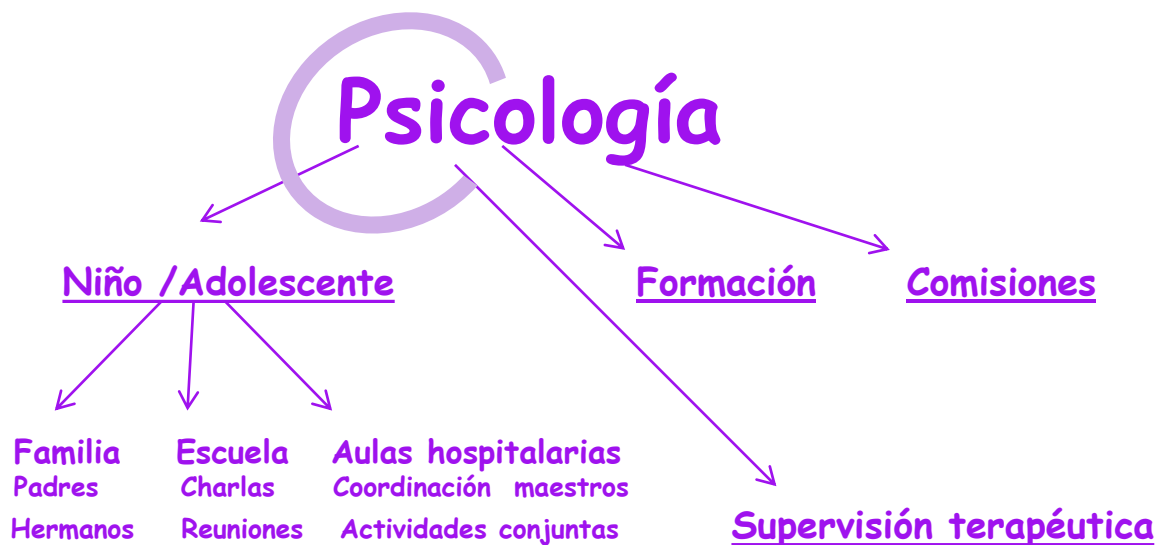 Psicología
Niño /Adolescente
Formación
Comisiones
Familia
Padres
Hermanos
Escuela
Charlas
Reuniones
Aulas hospitalarias
Coordinación maestros
Actividades conjuntas
Supervisión terapéutica